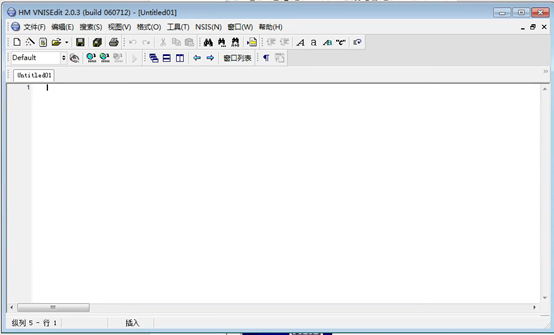 HM VNISEdit 2.0.3 (build 060712) - [Untitled01]
文件(F) 编辑(E) 搜索(S) 视图(V) 格式(O) 工具(T) NSIS(N) 窗口(W) 帮助(H)
A a Aa "c"
Default 窗口列表 ¶
Untitled01
1
纵列 5 - 行 1 插入